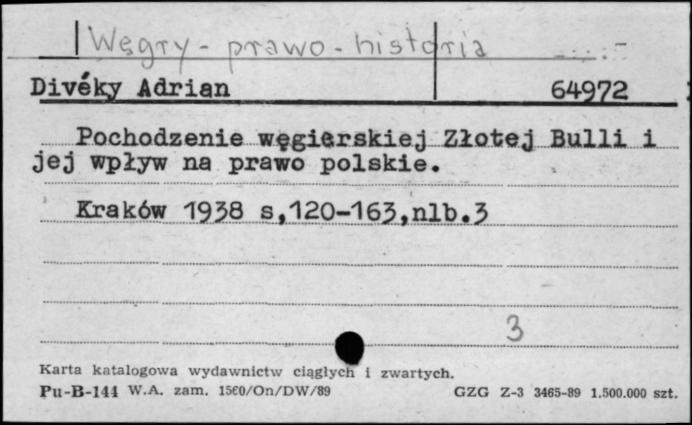 Węgry - prawo - historia
Divéky Adrian 64972
Pochodzenie węgierskiej Złotej Bulli i
jej wpływ na prawo polskie.
Kraków 1938 s,120-163,nlb.3
3
Karta katalogowa wydawnictw ciągłych i zwartych.
Pu-B-144 W.A. zam. 1560/On/DW/89 GZG Z-3 3465-89 1.500.000 szt.